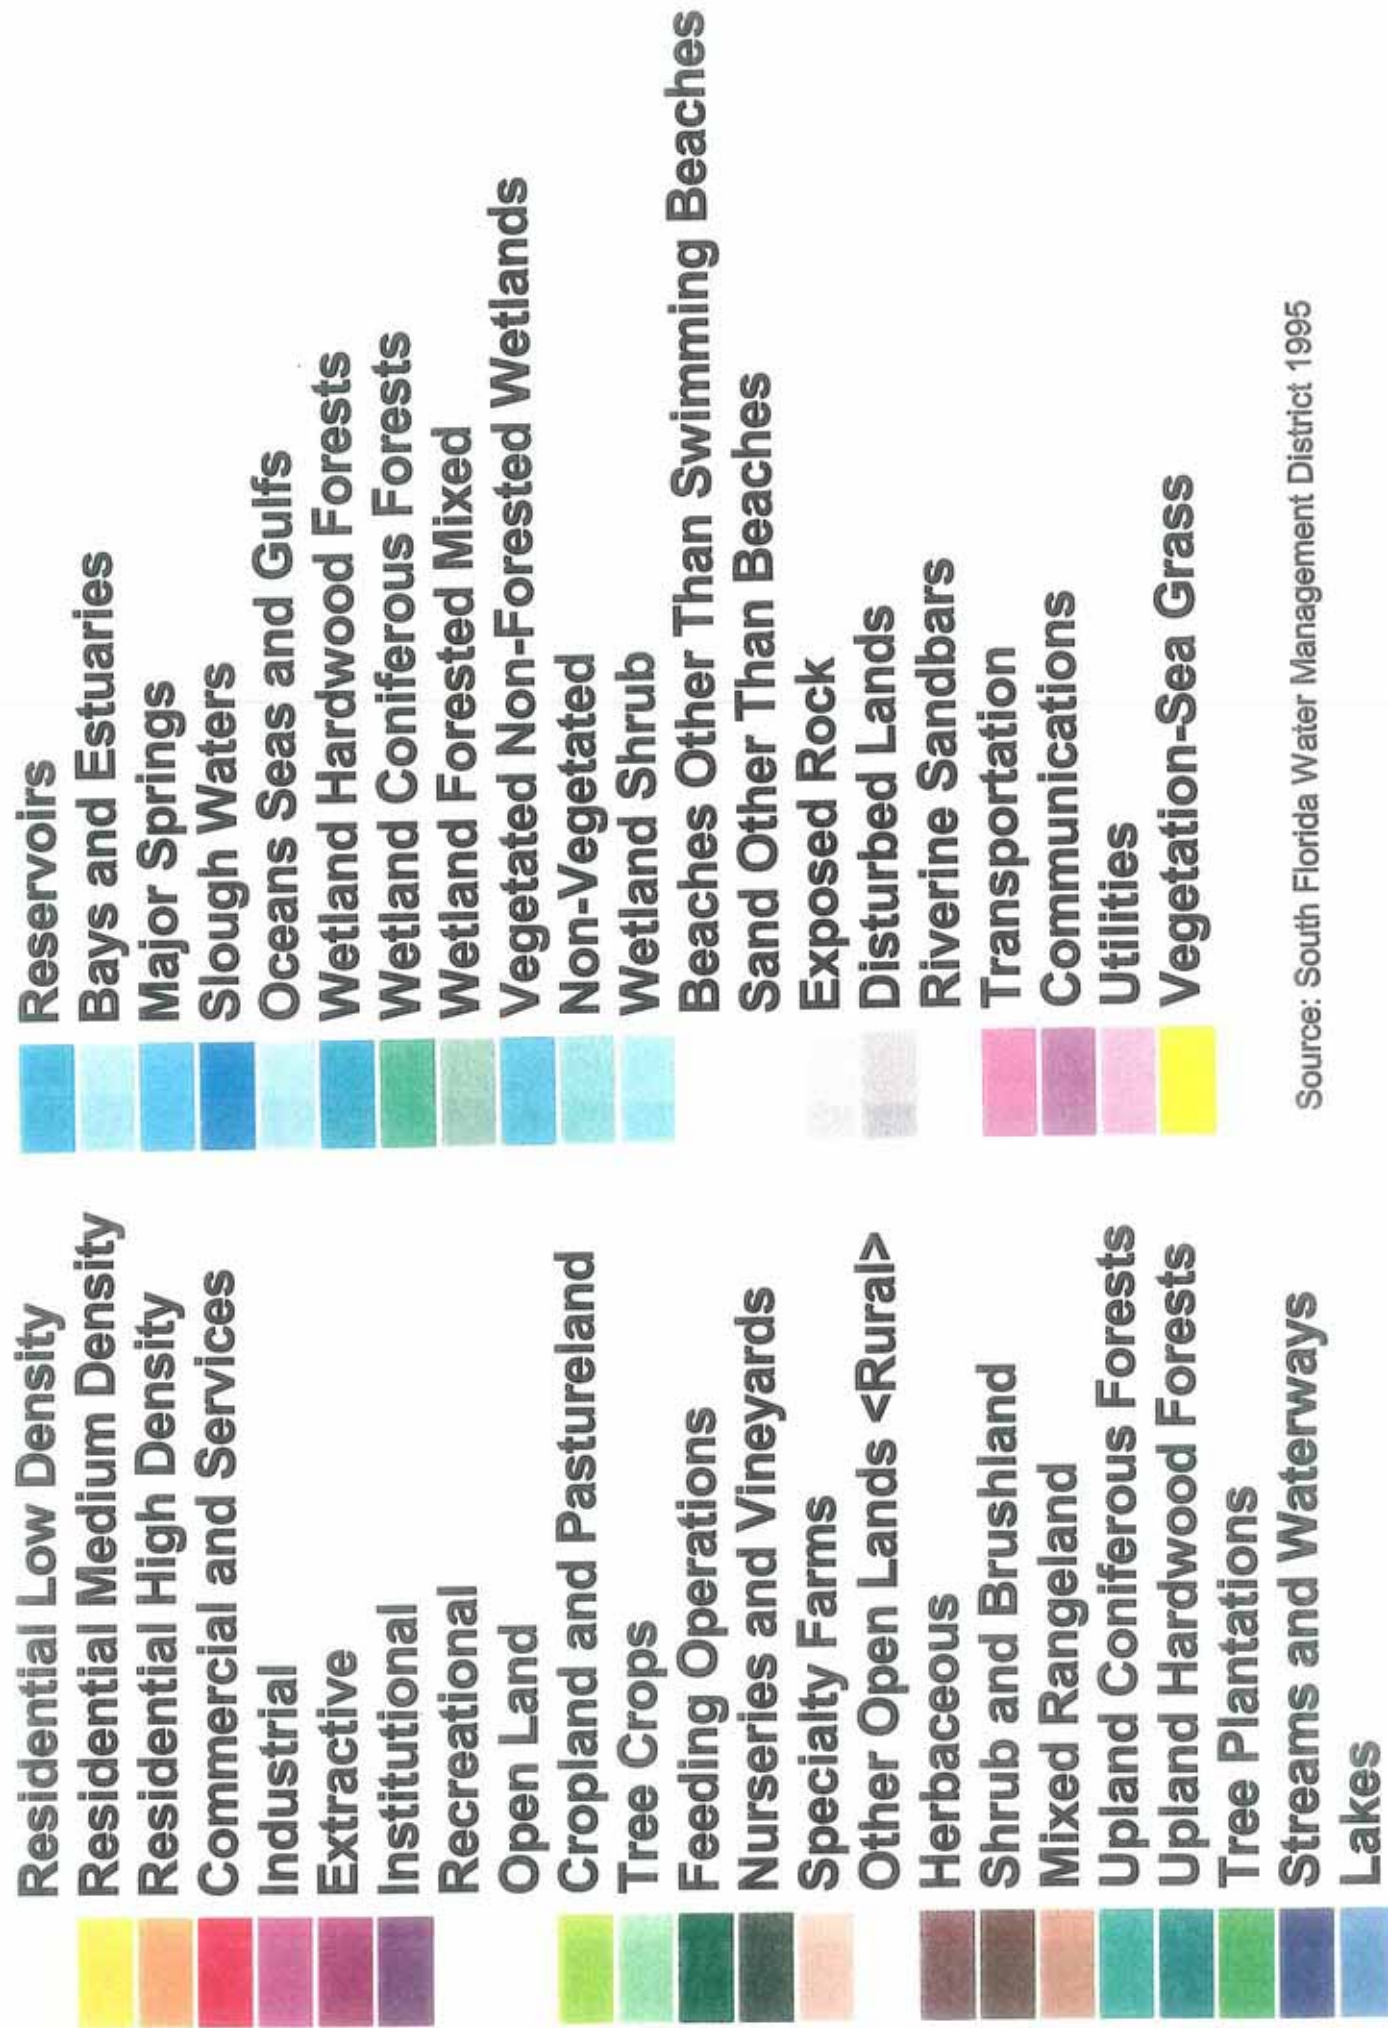 Residential Low Density
Residential Medium Density
Residential High Density
Commercial and Services
Industrial
Extractive
Institutional
Recreational
Open Land
Cropland and Pastureland
Tree Crops
Feeding Operations
Nurseries and Vineyards
Specialty Farms
Other Open Lands <Rural>
Herbaceous
Shrub and Brushland
Mixed Rangeland
Upland Coniferous Forests
Upland Hardwood Forests
Tree Plantations
Streams and Waterways
Lakes
Reservoirs
Bays and Estuaries
Major Springs
Slough Waters
Oceans Seas and Gulfs
Wetland Hardwood Forests
Wetland Coniferous Forests
Wetland Forested Mixed
Vegetated Non-Forested Wetlands
Non-Vegetated
Wetland Shrub
Beaches Other Than Swimming Beaches
Sand Other Than Beaches
Exposed Rock
Disturbed Lands
Riverine Sandbars
Transportation
Communications
Utilities
Vegetation-Sea Grass
Source: South Florida Water Management District 1995